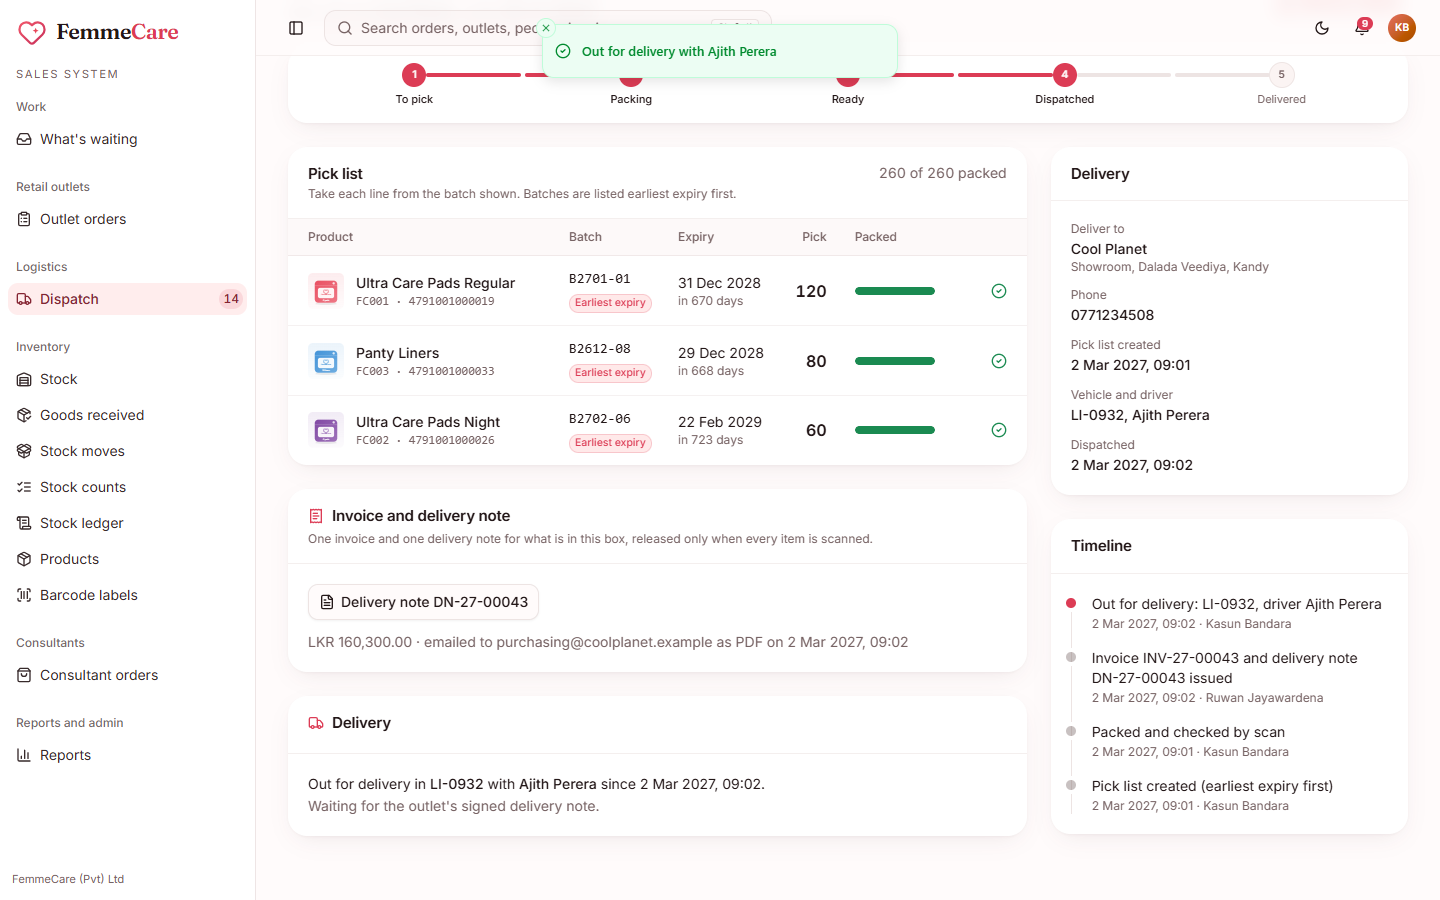 FemmeCare
SALES SYSTEM
Work
What's waiting
Retail outlets
Outlet orders
Logistics
Dispatch 14
Inventory
Stock
Goods received
Stock moves
Stock counts
Stock ledger
Products
Barcode labels
Consultants
Consultant orders
Reports and admin
Reports
FemmeCare (Pvt) Ltd
Search orders, outlets,
9
KB
Out for delivery with Ajith Perera
1
4
5
To pick
Packing
Ready
Dispatched
Delivered
Pick list
260 of 260 packed
Take each line from the batch shown. Batches are listed earliest expiry first.
Product Batch Expiry Pick Packed
Ultra Care Pads Regular B2701-01 31 Dec 2028 120
FC001 · 4791001000019 Earliest expiry in 670 days
Panty Liners B2612-08 29 Dec 2028 80
FC003 · 4791001000033 Earliest expiry in 668 days
Ultra Care Pads Night B2702-06 22 Feb 2029 60
FC002 · 4791001000026 Earliest expiry in 723 days
Invoice and delivery note
One invoice and one delivery note for what is in this box, released only when every item is scanned.
Delivery note DN-27-00043
LKR 160,300.00 · emailed to purchasing@coolplanet.example as PDF on 2 Mar 2027, 09:02
Delivery
Out for delivery in LI-0932 with Ajith Perera since 2 Mar 2027, 09:02.
Waiting for the outlet's signed delivery note.
Delivery
Deliver to
Cool Planet
Showroom, Dalada Veediya, Kandy
Phone
0771234508
Pick list created
2 Mar 2027, 09:01
Vehicle and driver
LI-0932, Ajith Perera
Dispatched
2 Mar 2027, 09:02
Timeline
Out for delivery: LI-0932, driver Ajith Perera
2 Mar 2027, 09:02 · Kasun Bandara
Invoice INV-27-00043 and delivery note
DN-27-00043 issued
2 Mar 2027, 09:02 · Ruwan Jayawardena
Packed and checked by scan
2 Mar 2027, 09:01 · Kasun Bandara
Pick list created (earliest expiry first)
2 Mar 2027, 09:01 · Kasun Bandara